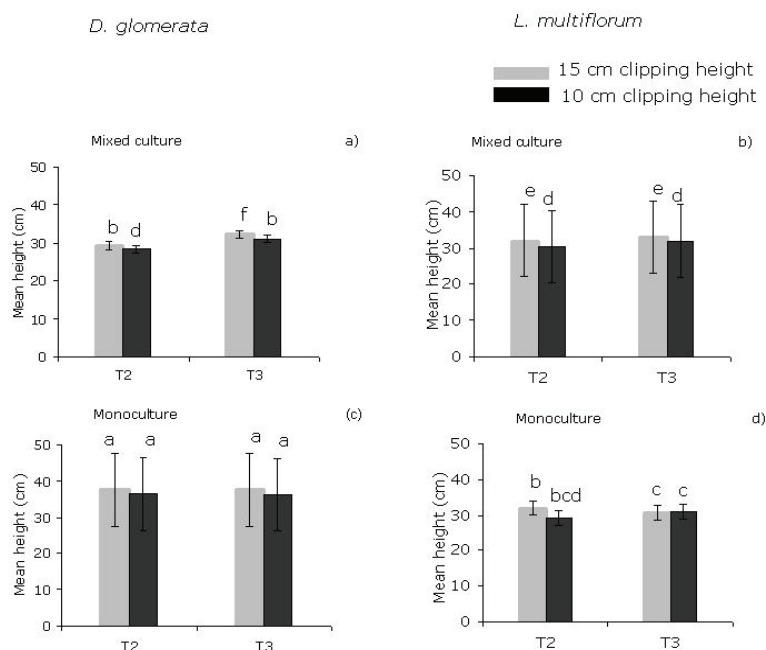 D. glomerata
L. multiflorum
15 cm clipping height
10 cm clipping height
Mixed culture a)
Mean height (cm)
50
40
30
20
10
0
b d f b
T2 T3
Mixed culture b)
Mean height (cm)
50
40
30
20
10
0
e d e d
T2 T3
Monoculture (c)
Mean height (cm)
50
40
30
20
10
0
a a a a
T2 T3
Monoculture d)
Mean height (cm)
50
40
30
20
10
0
b bcd c c
T2 T3